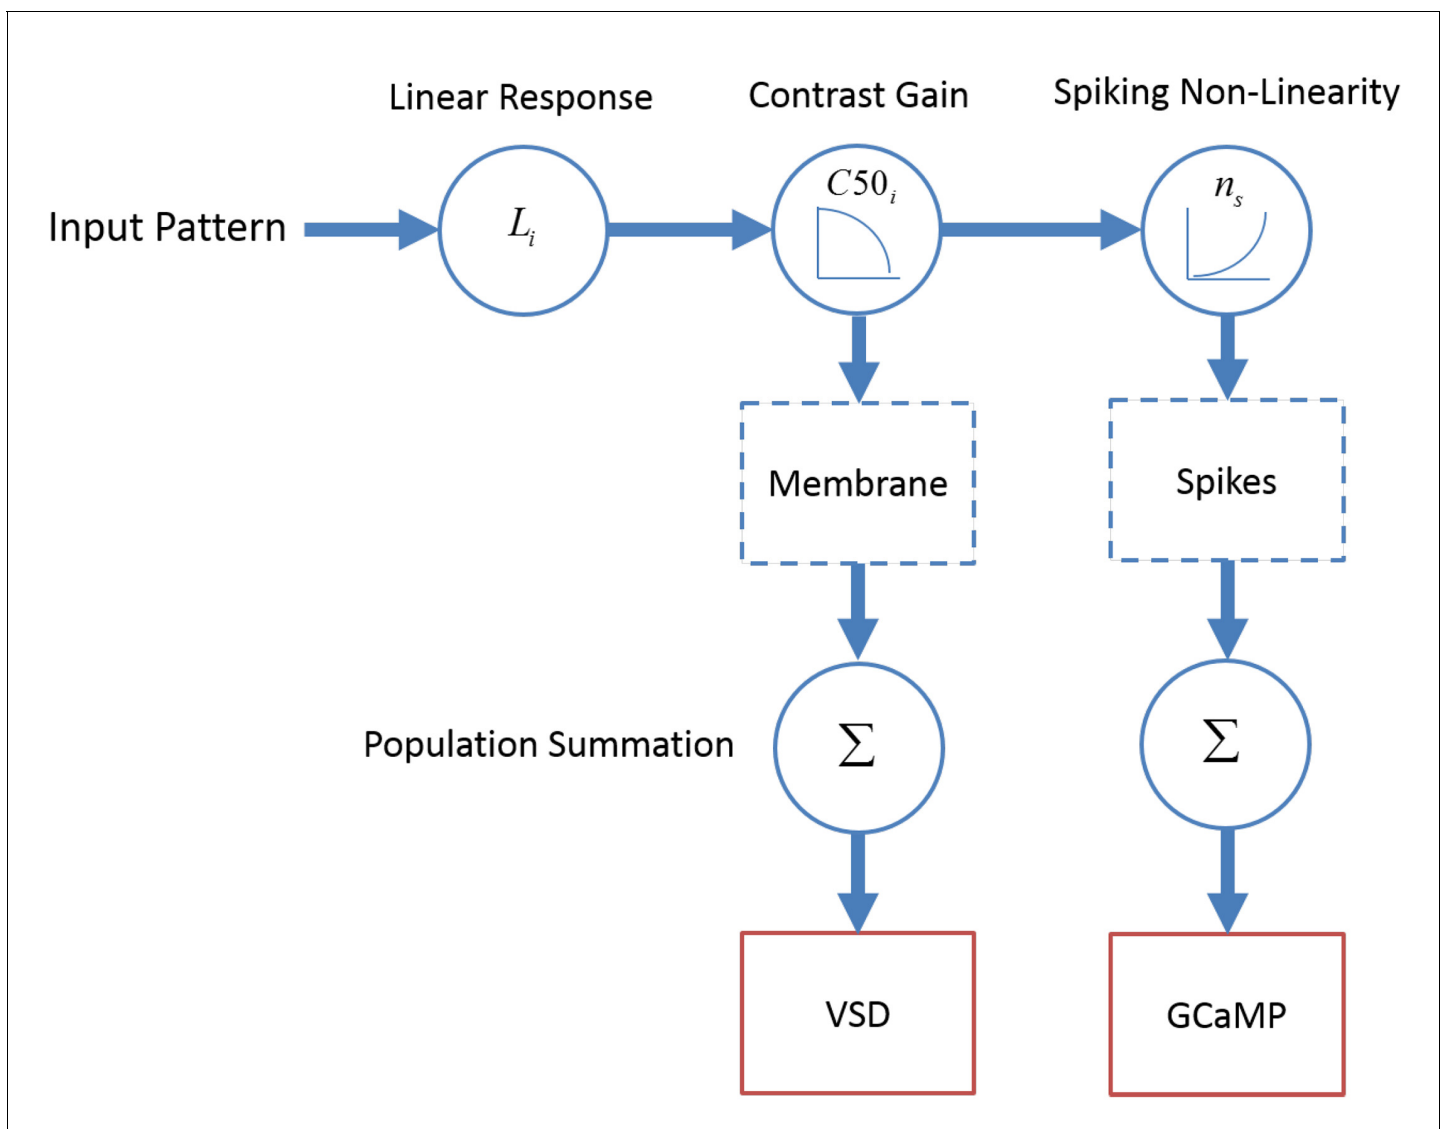 Linear Response
Contrast Gain
Spiking Non-Linearity
Input Pattern
L_i
C50_i
n_s
Membrane
Spikes
Population Summation
Σ
Σ
VSD
GCaMP